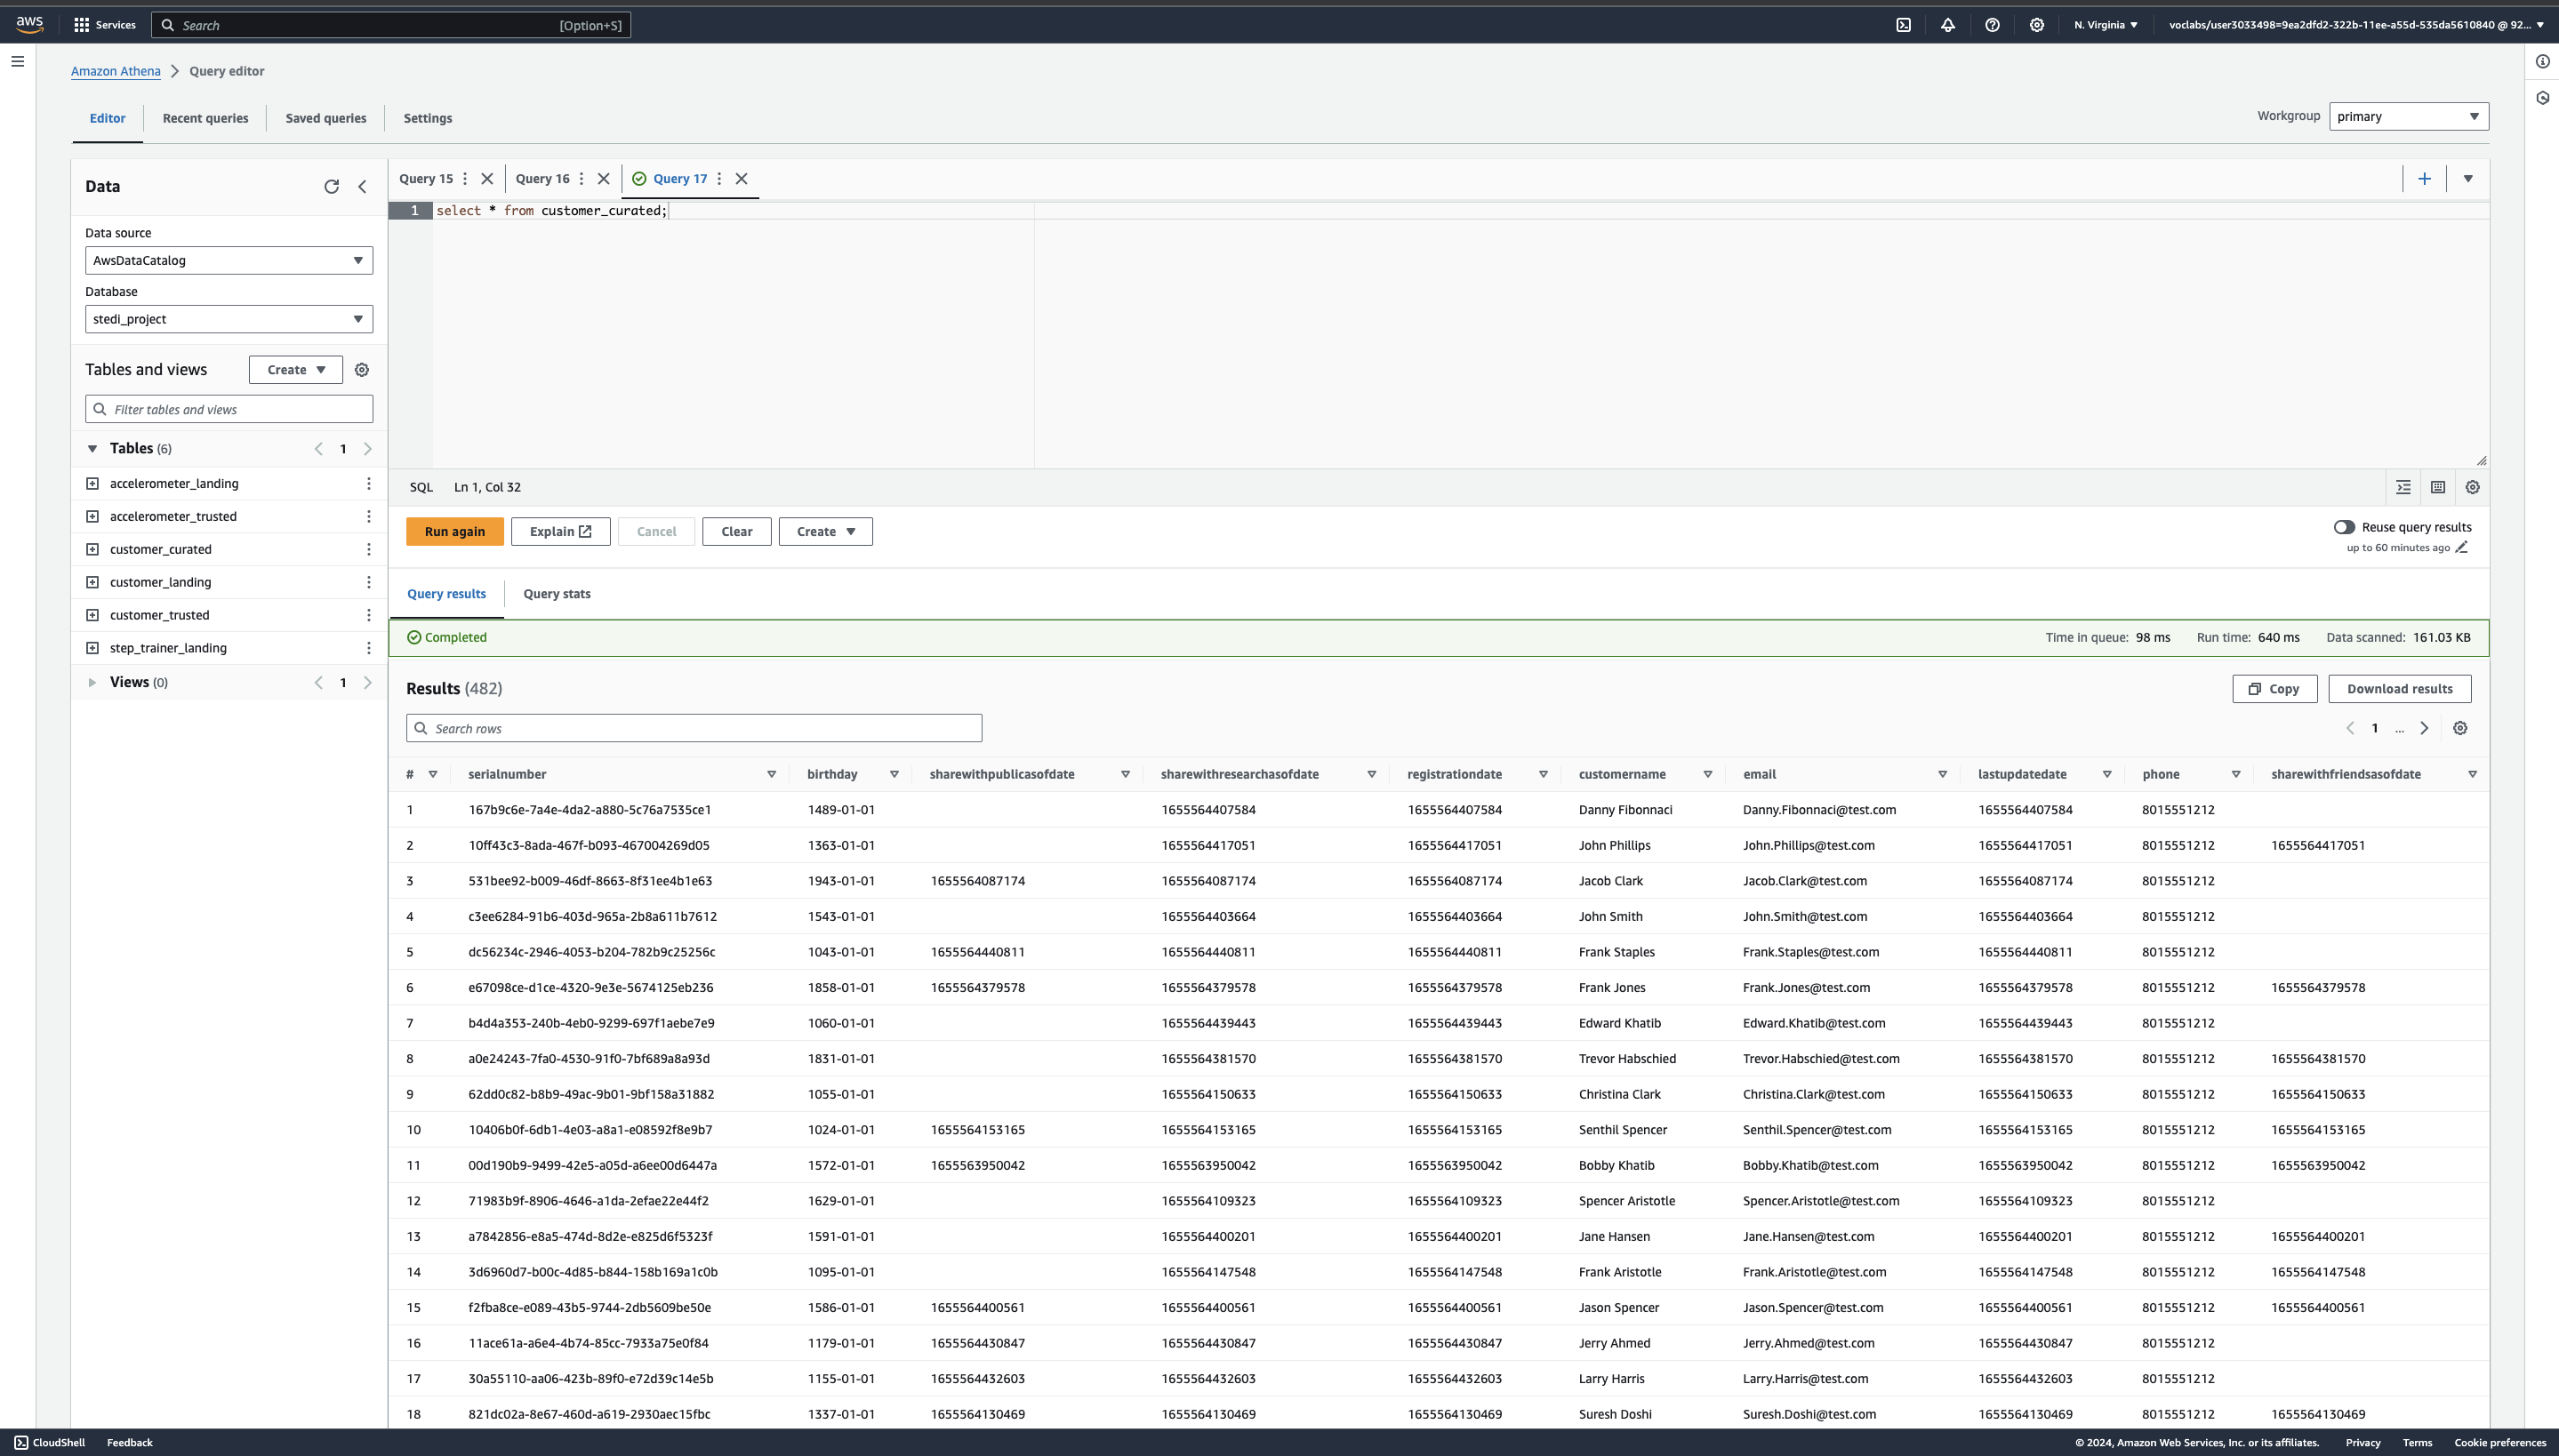 aws Services Search [Option+S] N. Virginia voclabs/user3033498=9ea2dfd2-322b-11ee-a55d-535da5610840 @ 92...
Amazon Athena > Query editor
Editor Recent queries Saved queries Settings Workgroup primary
Data
Query 15 Query 16 Query 17
1 select * from customer_curated;
Data source
AwsDataCatalog
Database
stedi_project
Tables and views Create
Filter tables and views
Tables (6) 1
accelerometer_landing
accelerometer_trusted
customer_curated
customer_landing
customer_trusted
step_trainer_landing
Views (0) 1
SQL Ln 1, Col 32
Run again Explain Cancel Clear Create
Reuse query results
up to 60 minutes ago
Query results Query stats
Completed Time in queue: 98 ms Run time: 640 ms Data scanned: 161.03 KB
Results (482) Copy Download results
Search rows 1 ...
# serialnumber birthday sharewithpublicasofdate sharewithresearchasofdate registrationdate customername email lastupdatedate phone sharewithfriendsasofdate
1 167b9c6e-7a4e-4da2-a880-5c76a7535ce1 1489-01-01 1655564407584 1655564407584 Danny Fibonnaci Danny.Fibonnaci@test.com 1655564407584 8015551212
2 10ff43c3-8ada-467f-b093-467004269d05 1363-01-01 1655564417051 1655564417051 John Phillips John.Phillips@test.com 1655564417051 8015551212 1655564417051
3 531bee92-b009-46df-8663-8f31ee4b1e63 1943-01-01 1655564087174 1655564087174 1655564087174 Jacob Clark Jacob.Clark@test.com 1655564087174 8015551212
4 c3ee6284-91b6-403d-965a-2b8a611b7612 1543-01-01 1655564403664 1655564403664 John Smith John.Smith@test.com 1655564403664 8015551212
5 dc56234c-2946-4053-b204-782b9c25256c 1043-01-01 1655564440811 1655564440811 1655564440811 Frank Staples Frank.Staples@test.com 1655564440811 8015551212
6 e67098ce-d1ce-4320-9e3e-5674125eb236 1858-01-01 1655564379578 1655564379578 1655564379578 Frank Jones Frank.Jones@test.com 1655564379578 8015551212 1655564379578
7 b4d4a353-240b-4eb0-9299-697f1aebe7e9 1060-01-01 1655564439443 1655564439443 Edward Khatib Edward.Khatib@test.com 1655564439443 8015551212
8 a0e24243-7fa0-4530-91f0-7bf689a8a93d 1831-01-01 1655564381570 1655564381570 Trevor Habschied Trevor.Habschied@test.com 1655564381570 8015551212 1655564381570
9 62dd0c82-b8b9-49ac-9b01-9bf158a31882 1055-01-01 1655564150633 1655564150633 Christina Clark Christina.Clark@test.com 1655564150633 8015551212 1655564150633
10 10406b0f-6db1-4e03-a8a1-e08592f8e9b7 1024-01-01 1655564153165 1655564153165 1655564153165 Senthil Spencer Senthil.Spencer@test.com 1655564153165 8015551212 1655564153165
11 00d190b9-9499-42e5-a05d-a6ee00d6447a 1572-01-01 1655563950042 1655563950042 1655563950042 Bobby Khatib Bobby.Khatib@test.com 1655563950042 8015551212 1655563950042
12 71983b9f-8906-4646-a1da-2efae22e44f2 1629-01-01 1655564109323 1655564109323 Spencer Aristotle Spencer.Aristotle@test.com 1655564109323 8015551212
13 a7842856-e8a5-474d-8d2e-e825d6f5323f 1591-01-01 1655564400201 1655564400201 Jane Hansen Jane.Hansen@test.com 1655564400201 8015551212 1655564400201
14 3d6960d7-b00c-4d85-b844-158b169a1c0b 1095-01-01 1655564147548 1655564147548 Frank Aristotle Frank.Aristotle@test.com 1655564147548 8015551212 1655564147548
15 f2fba8ce-e089-43b5-9744-2db5609be50e 1586-01-01 1655564400561 1655564400561 1655564400561 Jason Spencer Jason.Spencer@test.com 1655564400561 8015551212 1655564400561
16 11ace61a-a6e4-4b74-85cc-7933a75e0f84 1179-01-01 1655564430847 1655564430847 1655564430847 Jerry Ahmed Jerry.Ahmed@test.com 1655564430847 8015551212
17 30a55110-aa06-423b-89f0-e72d39c14e5b 1155-01-01 1655564432603 1655564432603 1655564432603 Larry Harris Larry.Harris@test.com 1655564432603 8015551212
18 821dc02a-8e67-460d-a619-2930aec15fbc 1337-01-01 1655564130469 1655564130469 1655564130469 Suresh Doshi Suresh.Doshi@test.com 1655564130469 8015551212 1655564130469
CloudShell Feedback © 2024, Amazon Web Services, Inc. or its affiliates. Privacy Terms Cookie preferences